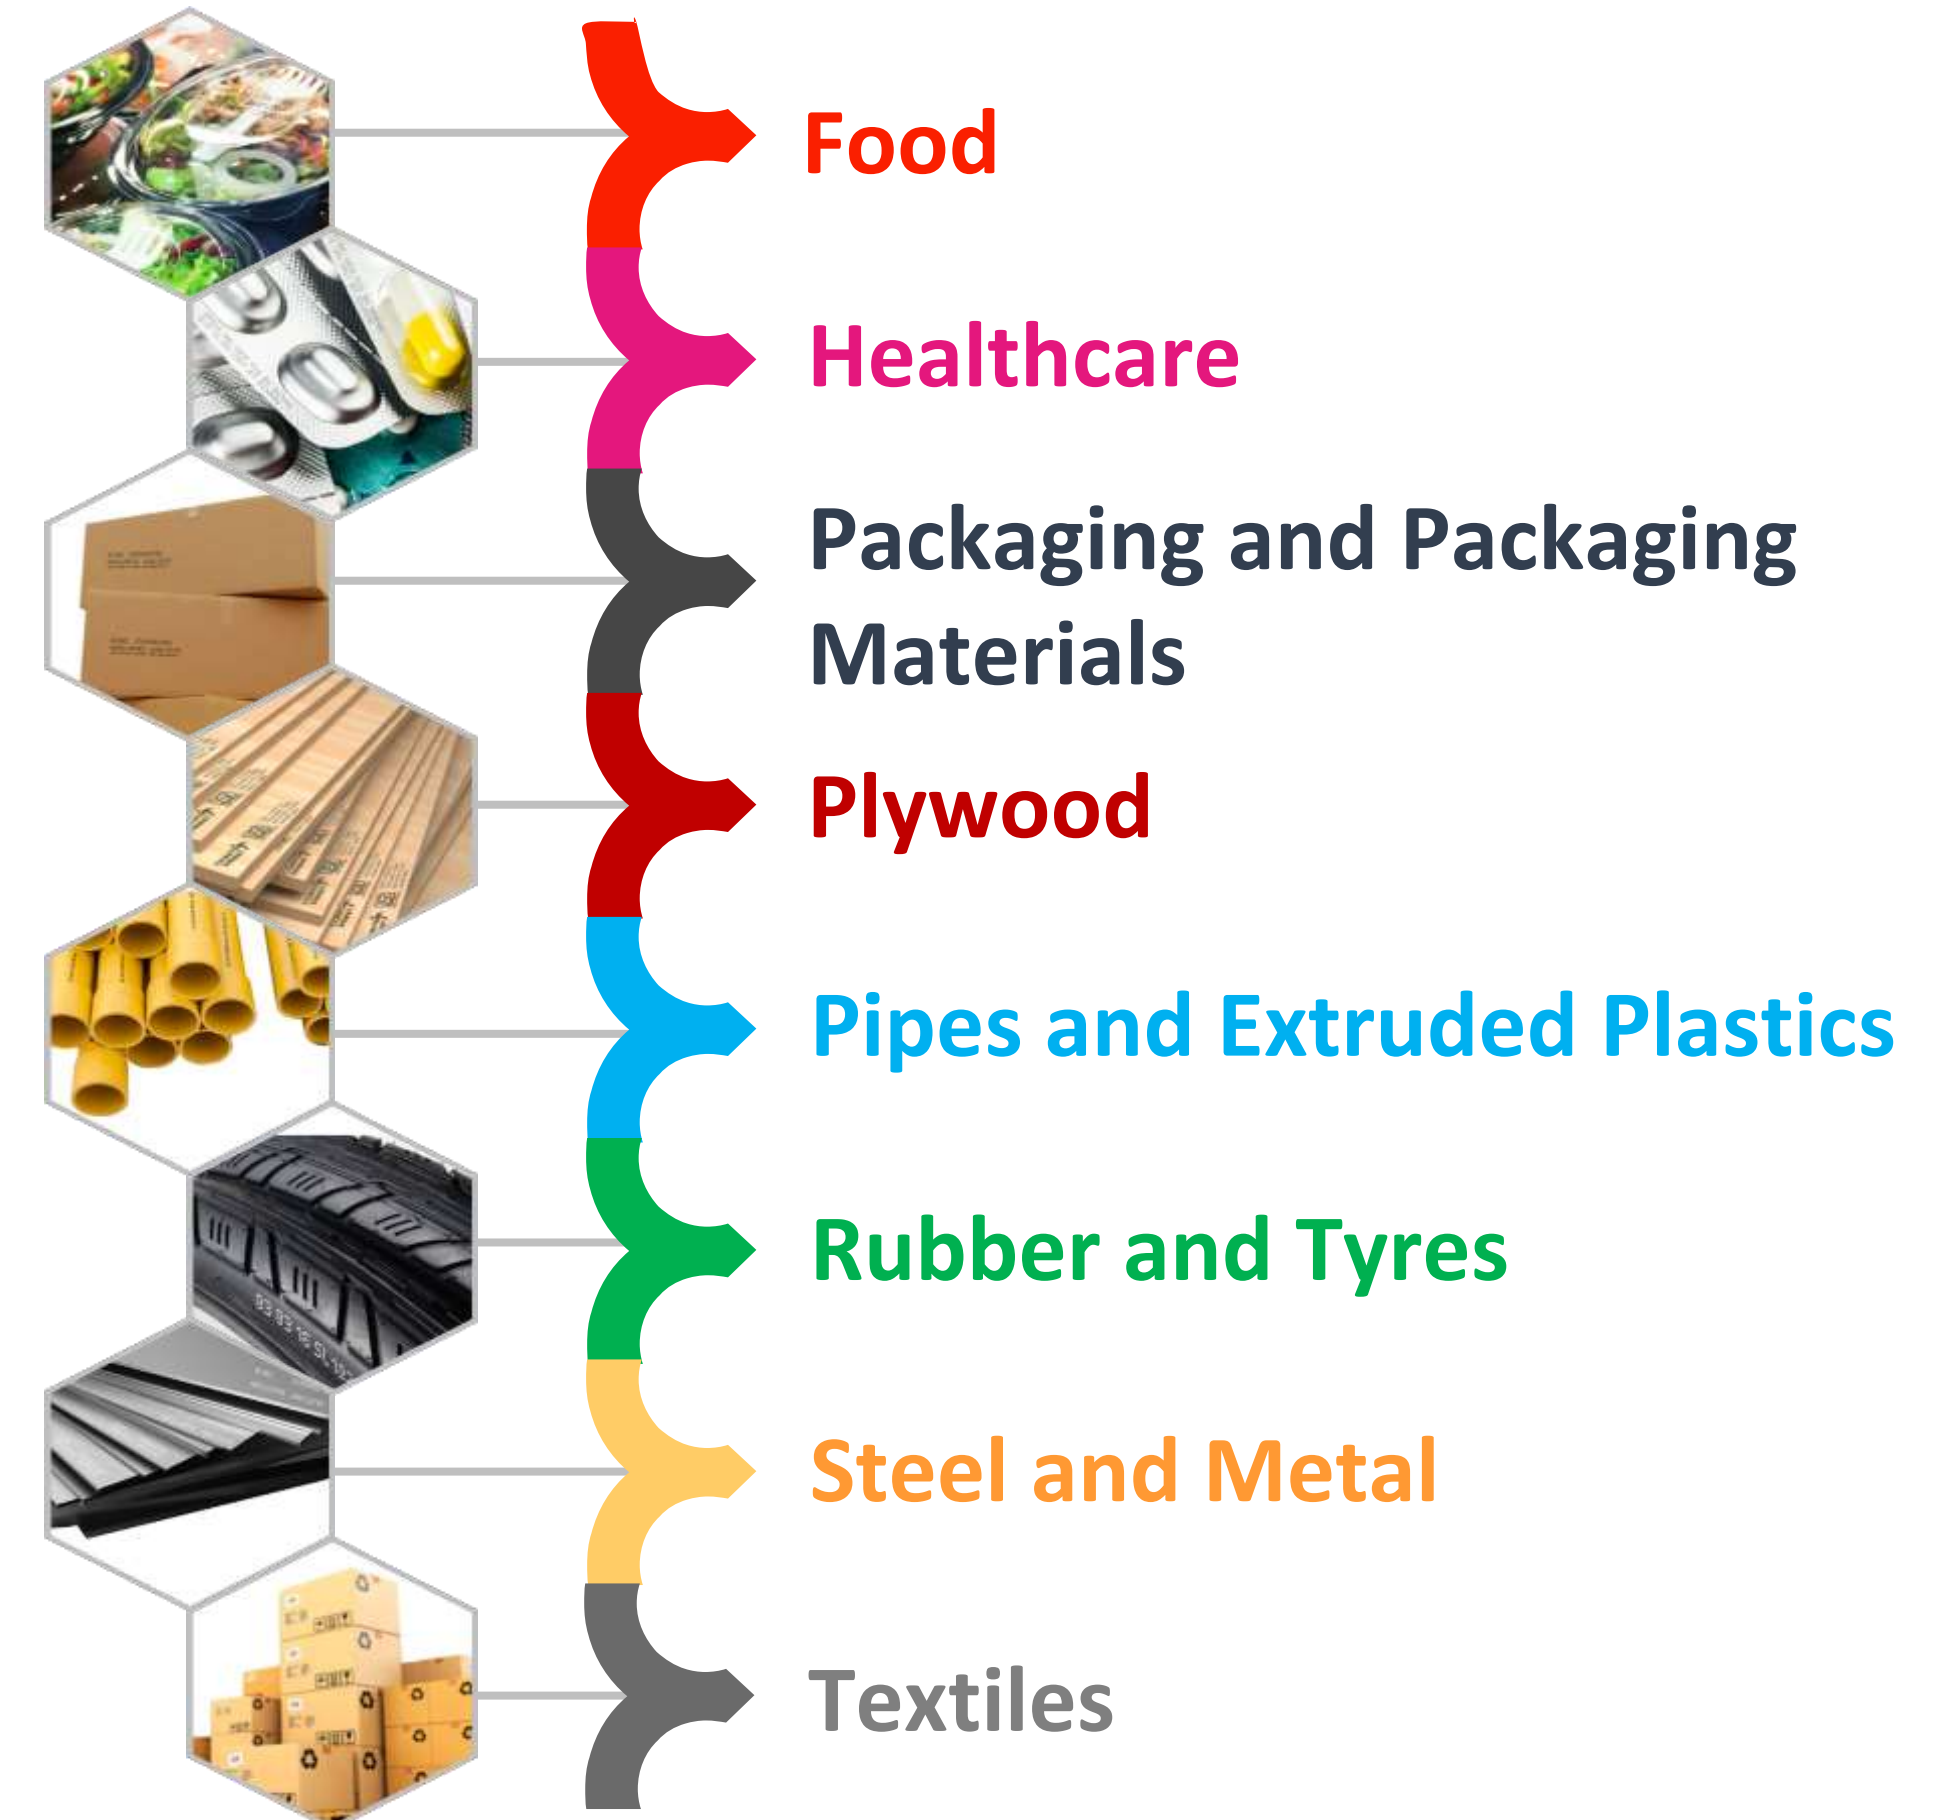 Food
Healthcare
Packaging and Packaging
Materials
Plywood
Pipes and Extruded Plastics
Rubber and Tyres
Steel and Metal
Textiles